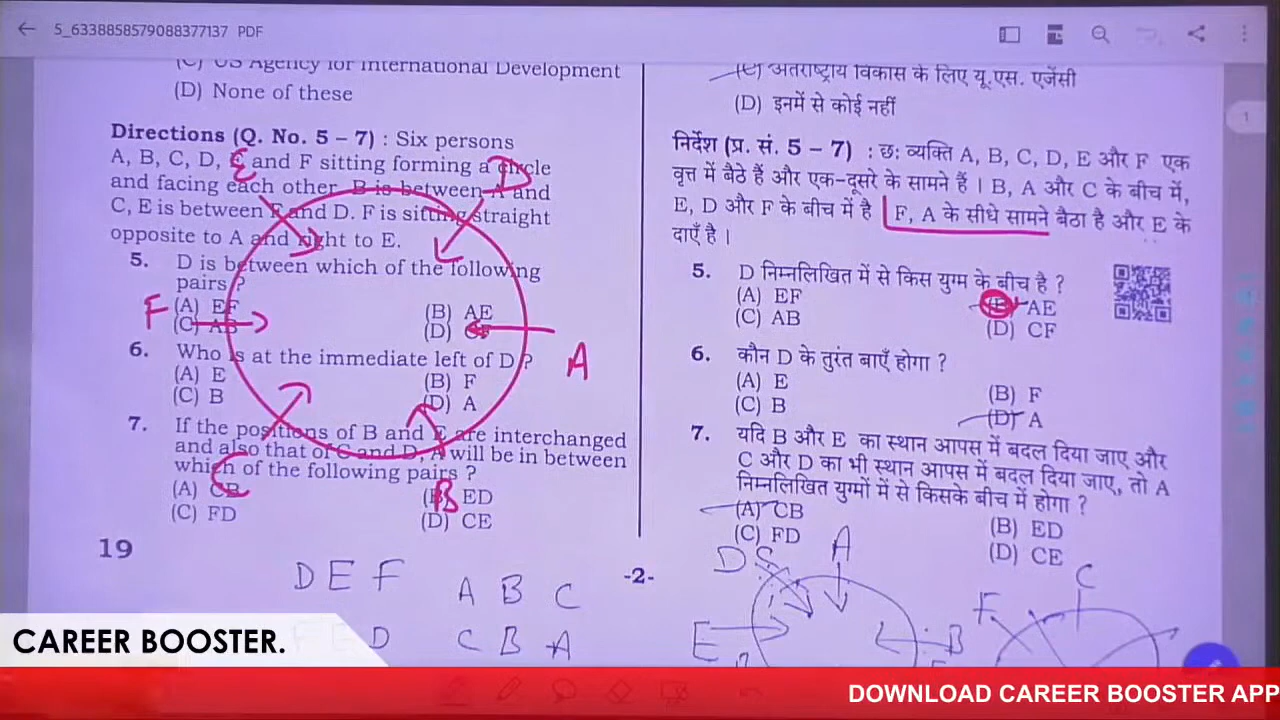 5_6338858579088377137 PDF
(C) US Agency for International Development
(D) None of these
Directions (Q. No. 5 – 7) : Six persons
A, B, C, D, E and F sitting forming a circle
and facing each other. B is between A and
C, E is between F and D. F is sitting straight
opposite to A and right to E.
5. D is between which of the following
pairs ?
(A) EF
(B) AE
(C) AB
(D) CF
6. Who is at the immediate left of D ?
(A) E
(B) F
(C) B
(D) A
7. If the positions of B and E are interchanged
and also that of C and D, A will be in between
which of the following pairs ?
(A) CB
(B) ED
(C) FD
(D) CE
19
-2-
(C) अंतर्राष्ट्रीय विकास के लिए यू.एस. एजेंसी
(D) इनमें से कोई नहीं
निर्देश (प्र. सं. 5 – 7) : छ: व्यक्ति A, B, C, D, E और F एक
वृत्त में बैठे हैं और एक-दूसरे के सामने हैं । B, A और C के बीच में,
E, D और F के बीच में है । F, A के सीधे सामने बैठा है और E के
दाएँ है ।
5. D निम्नलिखित में से किस युग्म के बीच है ?
(A) EF
AE
(C) AB
(D) CF
6. कौन D के तुरंत बाएँ होगा ?
(A) E
(B) F
(C) B
(D) A
7. यदि B और E का स्थान आपस में बदल दिया जाए और
C और D का भी स्थान आपस में बदल दिया जाए, तो A
निम्नलिखित युग्मों में से किसके बीच में होगा ?
(A) CB
(B) ED
(C) FD
(D) CE
E
D
F
A
C
B
D E F
A B C
F E D
C B A
D
A
E
B
F
C
CAREER BOOSTER.
DOWNLOAD CAREER BOOSTER APP